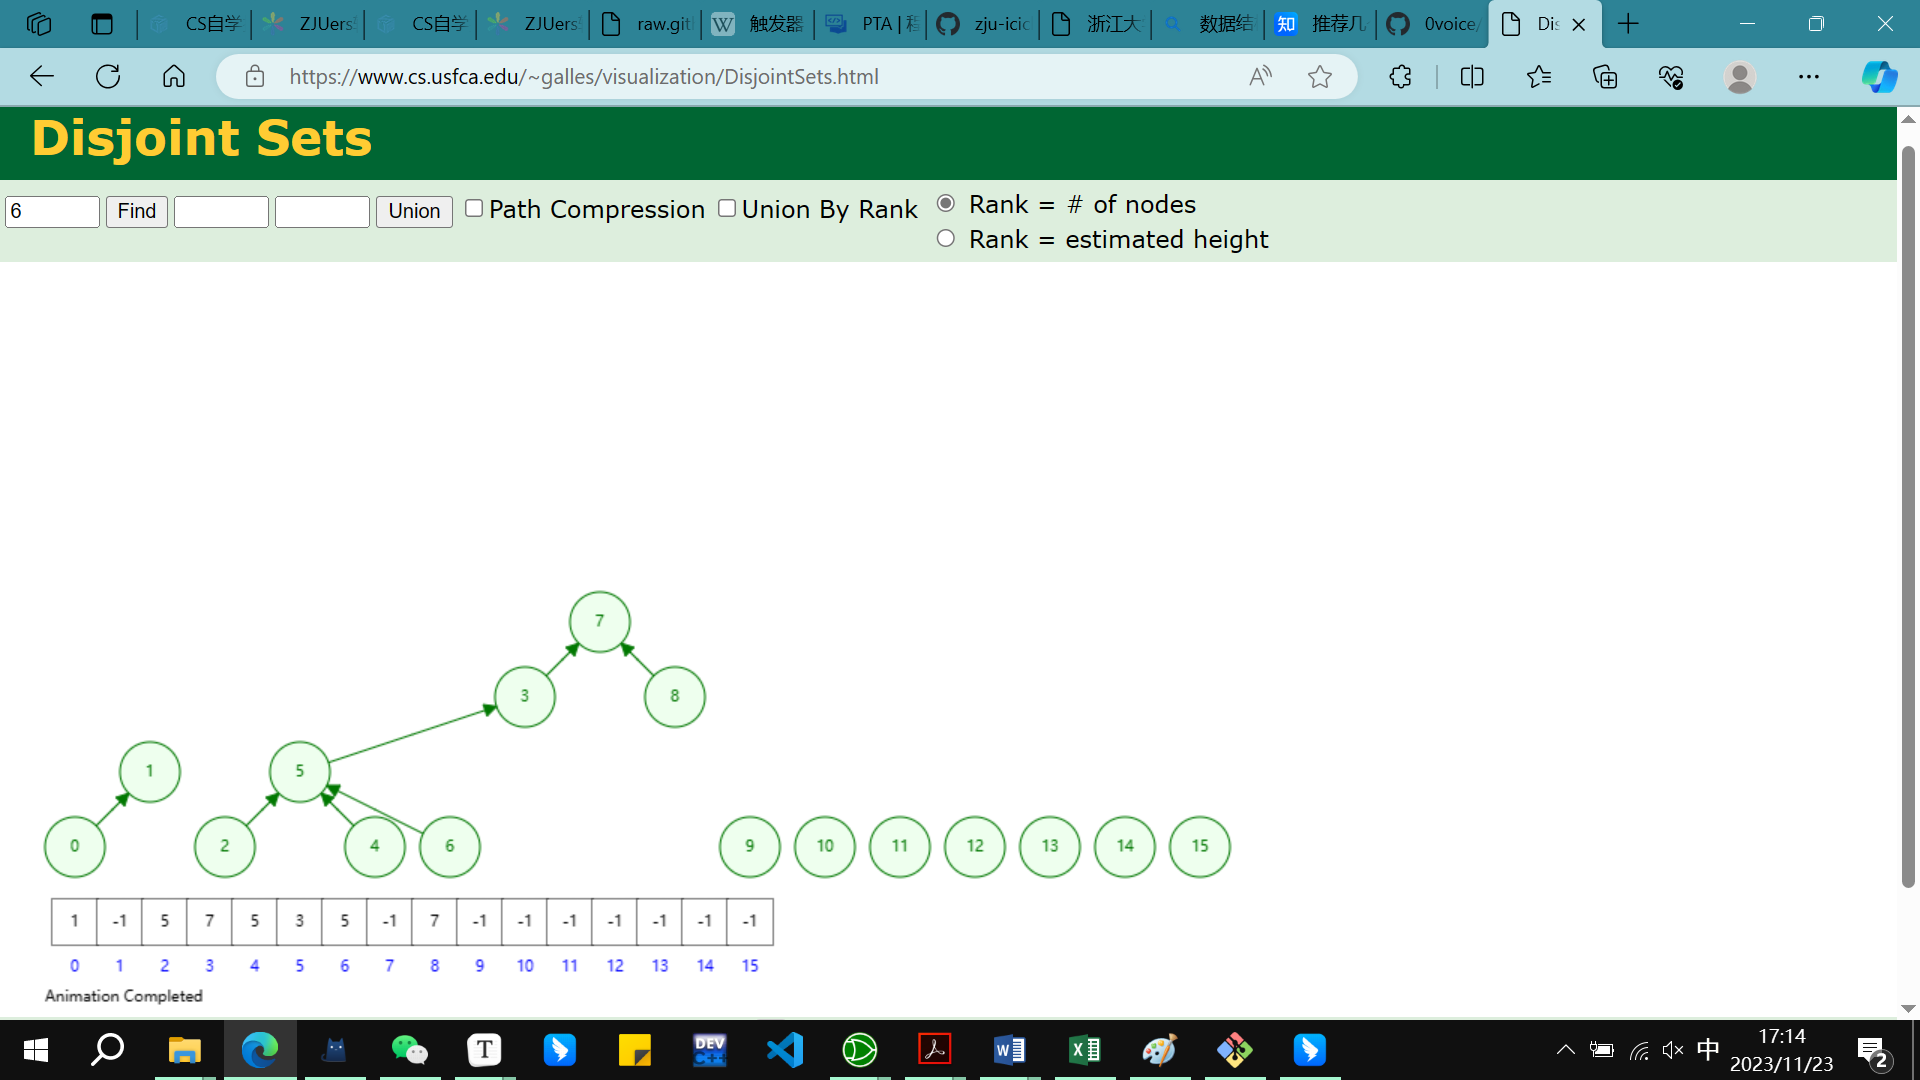 CS自学 ZJUers CS自学 ZJUers raw.git 触发器 PTA | 程 zju-icic 浙江大 数据结 推荐几 0voice/ Dis
https://www.cs.usfca.edu/~galles/visualization/DisjointSets.html
Disjoint Sets
6 Find Union Path Compression Union By Rank Rank = # of nodes
Rank = estimated height
7
3 8
1 5
0 2 4 6 9 10 11 12 13 14 15
1 -1 5 7 5 3 5 -1 7 -1 -1 -1 -1 -1 -1 -1
0 1 2 3 4 5 6 7 8 9 10 11 12 13 14 15
Animation Completed
中 17:14
2023/11/23 2